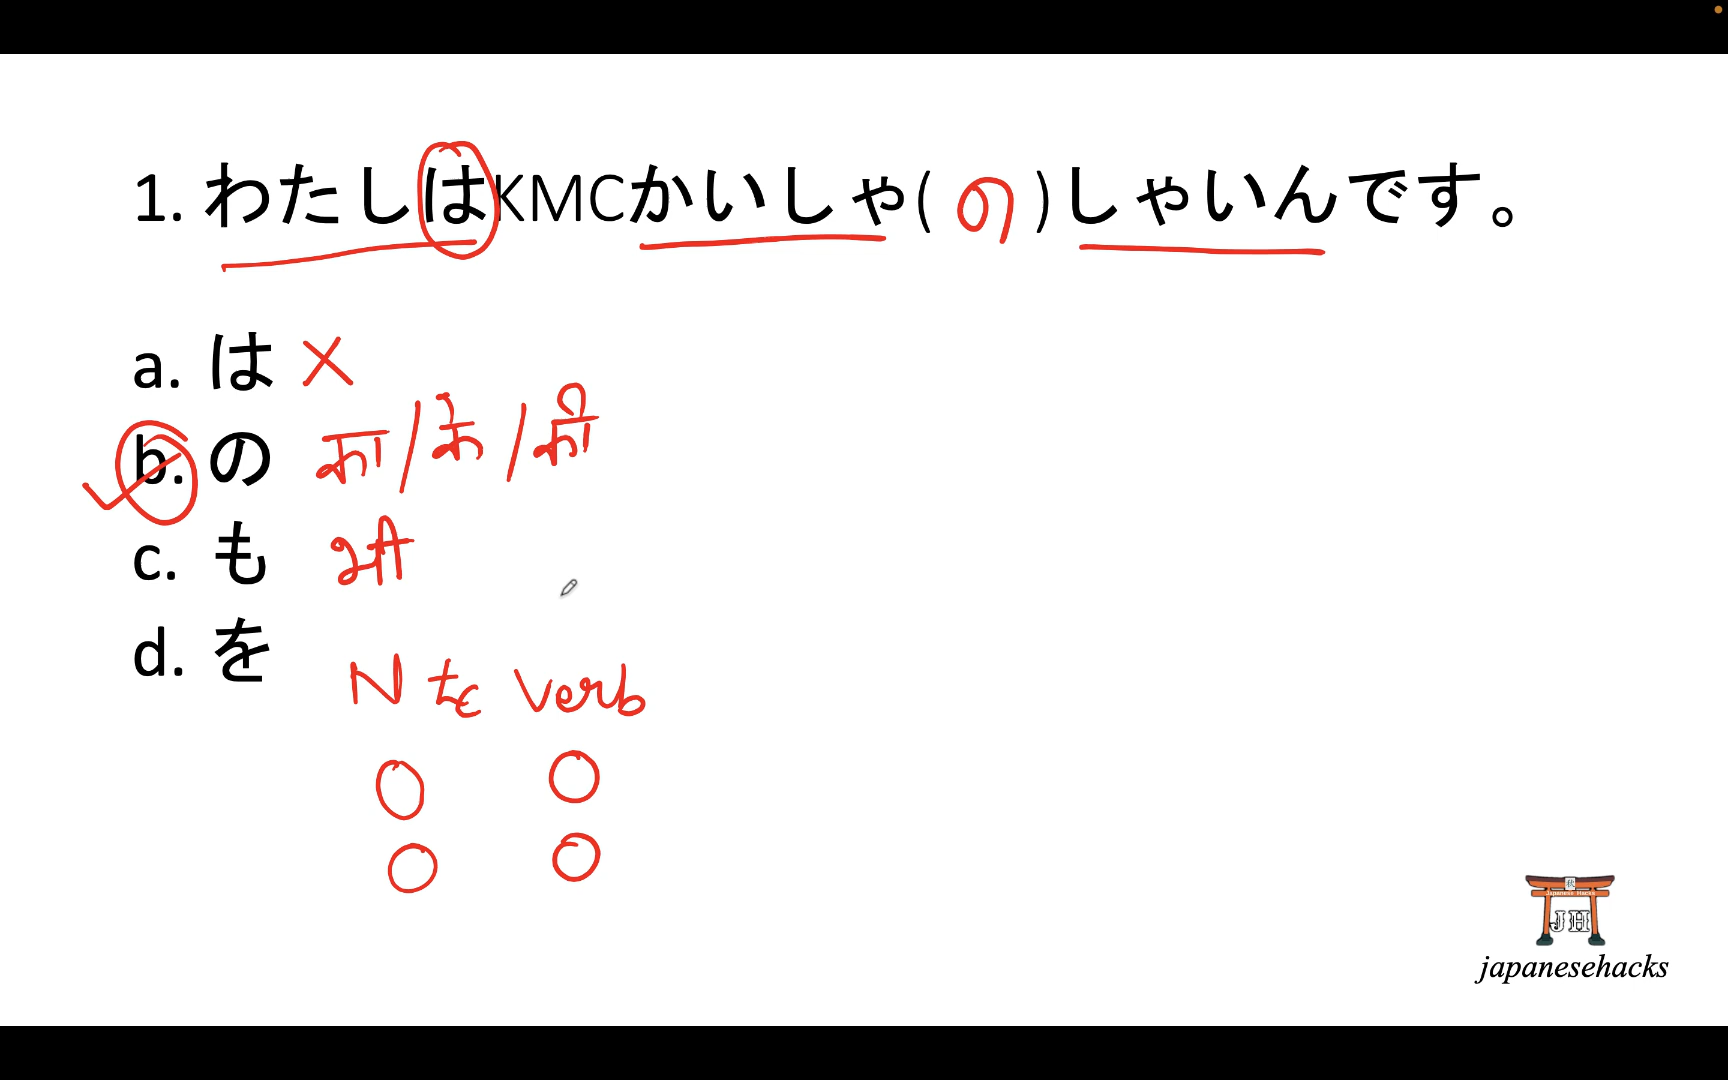 1. わたしはKMCかいしゃ( の )しゃいんです。
a. は ×
b. の का/के/की
c. も भी
d. を
N を verb
JH
japanesehacks